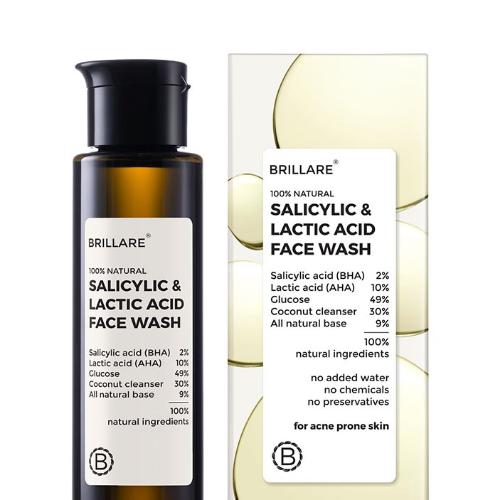 BRILLARE®
100% NATURAL
SALICYLIC &
LACTIC ACID
FACE WASH
Salicylic acid (BHA) 2%
Lactic acid (AHA) 10%
Glucose 49%
Coconut cleanser 30%
All natural base 9%
100%
natural ingredients
B
BRILLARE®
100% NATURAL
SALICYLIC &
LACTIC ACID
FACE WASH
Salicylic acid (BHA) 2%
Lactic acid (AHA) 10%
Glucose 49%
Coconut cleanser 30%
All natural base 9%
100%
natural ingredients
no added water
no chemicals
no preservatives
for acne prone skin
B